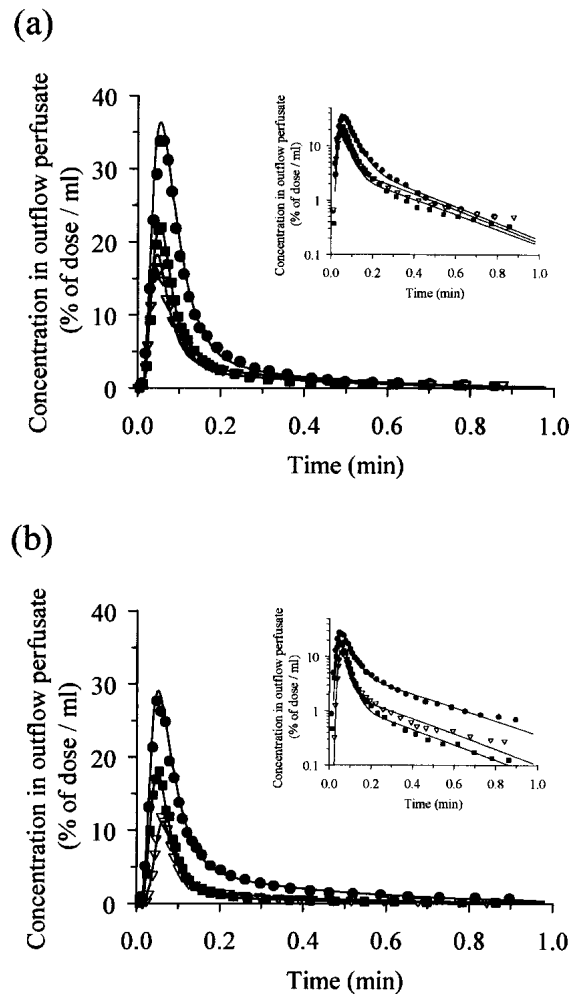 (a)
Concentration in outflow perfusate
(% of dose / ml)
40
30
20
10
0
0.0 0.2 0.4 0.6 0.8 1.0
Time (min)
Concentration in outflow perfusate
(% of dose / ml)
10
1
0.1
0.0 0.2 0.4 0.6 0.8 1.0
Time (min)
(b)
Concentration in outflow perfusate
(% of dose / ml)
40
30
20
10
0
0.0 0.2 0.4 0.6 0.8 1.0
Time (min)
Concentration in outflow perfusate
(% of dose / ml)
10
1
0.1
0.0 0.2 0.4 0.6 0.8 1.0
Time (min)